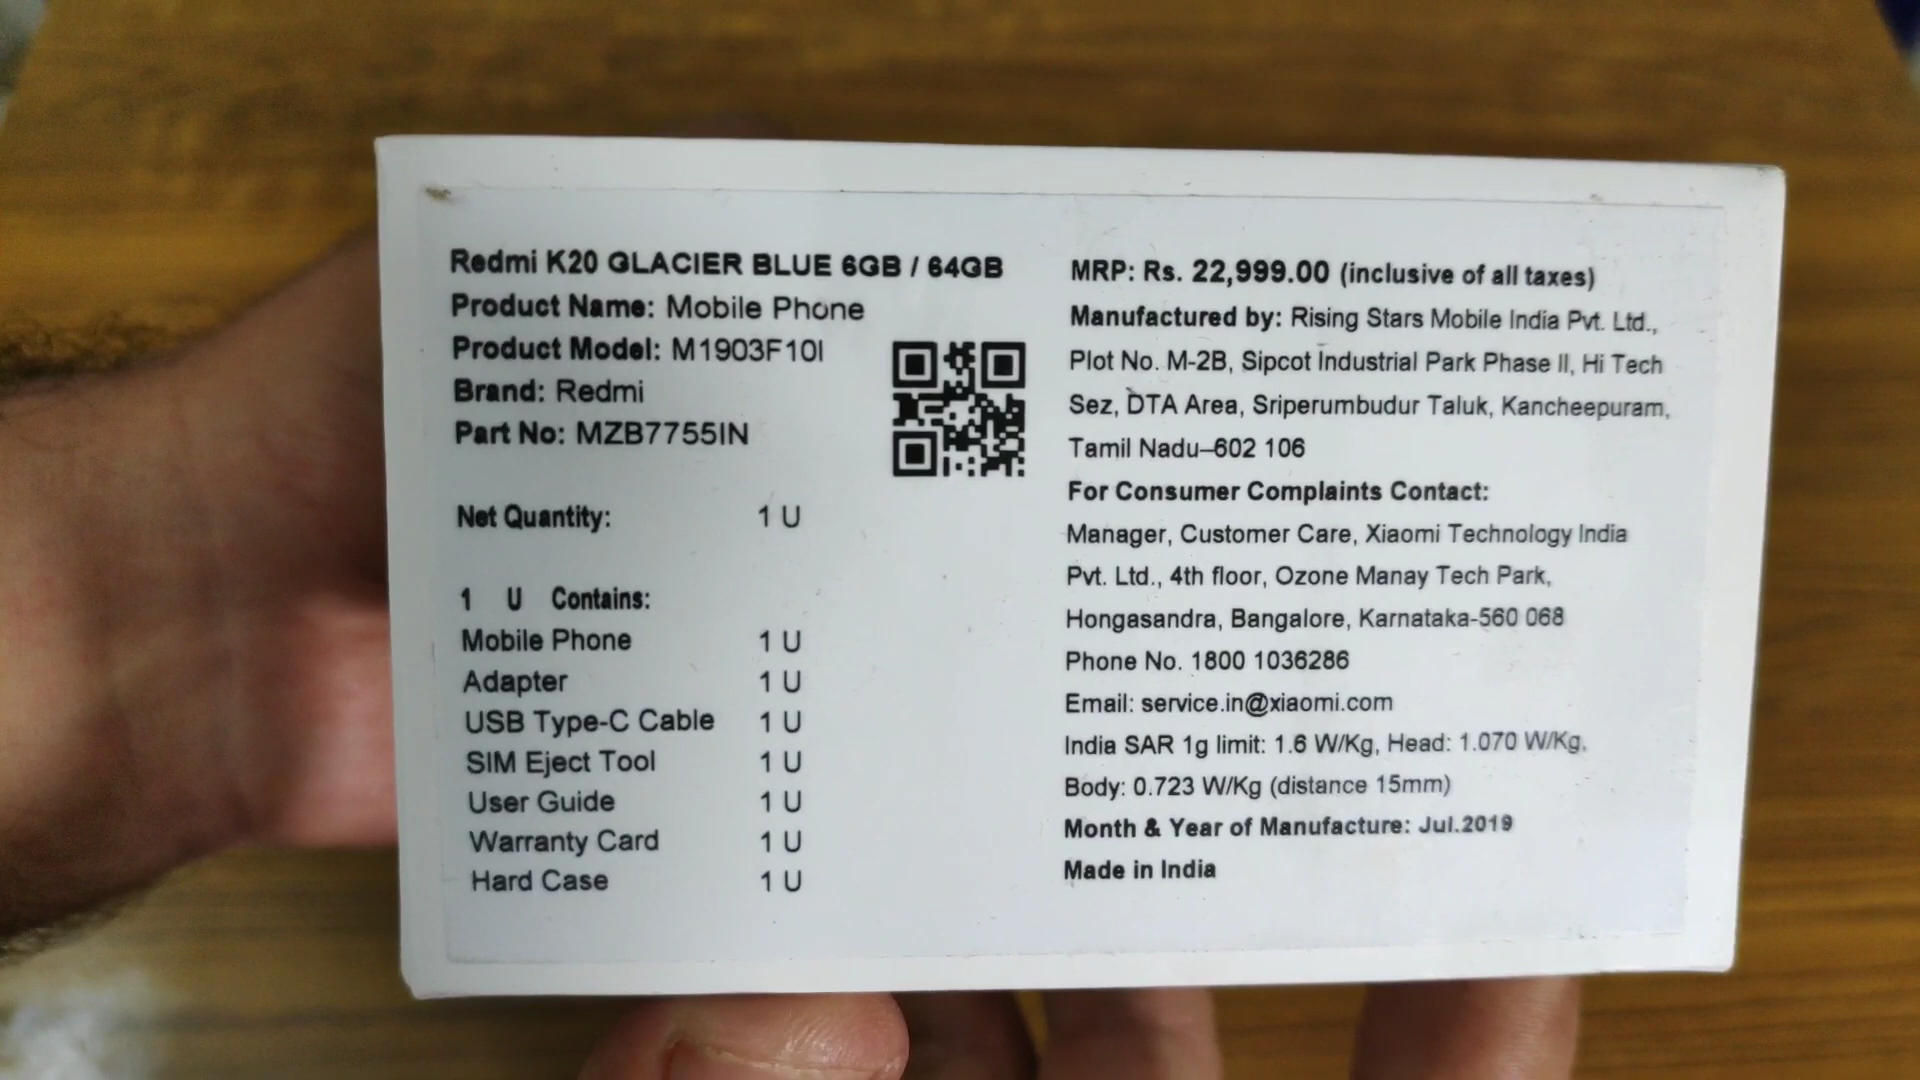 Redmi K20 GLACIER BLUE 6GB / 64GB
Product Name: Mobile Phone
Product Model: M1903F10I
Brand: Redmi
Part No: MZB7755IN
Net Quantity: 1 U
1 U Contains:
Mobile Phone 1 U
Adapter 1 U
USB Type-C Cable 1 U
SIM Eject Tool 1 U
User Guide 1 U
Warranty Card 1 U
Hard Case 1 U
MRP: Rs. 22,999.00 (inclusive of all taxes)
Manufactured by: Rising Stars Mobile India Pvt. Ltd.,
Plot No. M-2B, Sipcot Industrial Park Phase II, Hi Tech
Sez, DTA Area, Sriperumbudur Taluk, Kancheepuram,
Tamil Nadu–602 106
For Consumer Complaints Contact:
Manager, Customer Care, Xiaomi Technology India
Pvt. Ltd., 4th floor, Ozone Manay Tech Park,
Hongasandra, Bangalore, Karnataka-560 068
Phone No. 1800 1036286
Email: service.in@xiaomi.com
India SAR 1g limit: 1.6 W/Kg, Head: 1.070 W/Kg,
Body: 0.723 W/Kg (distance 15mm)
Month & Year of Manufacture: Jul.2019
Made in India